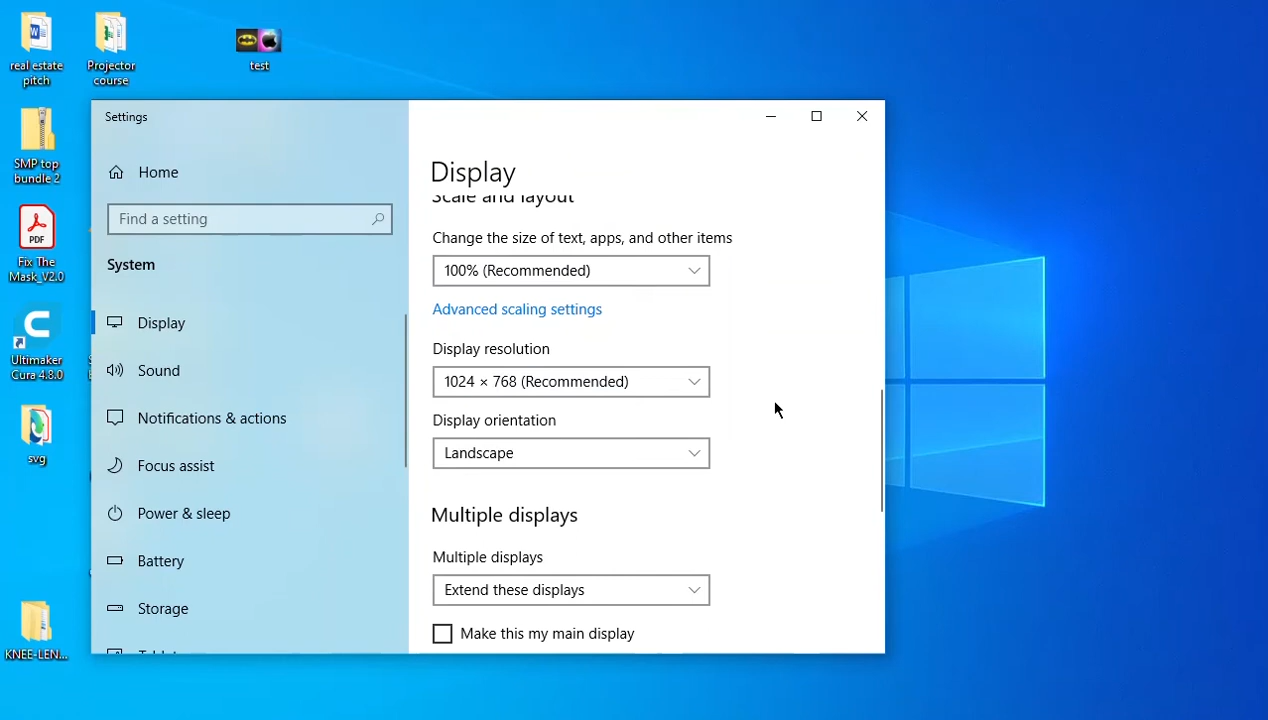 real estate
pitch
Projector
course
test
SMP top
bundle 2
PDF
Fix The
Mask_V2.0
Ultimaker
Cura 4.8.0
svg
KNEE-LEN...
Settings
Home
Find a setting
System
Display
Sound
Notifications & actions
Focus assist
Power & sleep
Battery
Storage
Display
Scale and layout
Change the size of text, apps, and other items
100% (Recommended)
Advanced scaling settings
Display resolution
1024 × 768 (Recommended)
Display orientation
Landscape
Multiple displays
Multiple displays
Extend these displays
Make this my main display